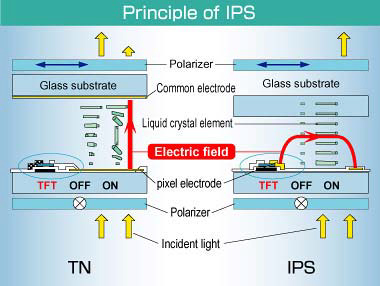 Principle of IPS
Polarizer
Glass substrate
Common electrode
Glass substrate
Liquid crystal element
Electric field
pixel electrode
TFT OFF ON
TFT OFF ON
Polarizer
Incident light
TN
IPS